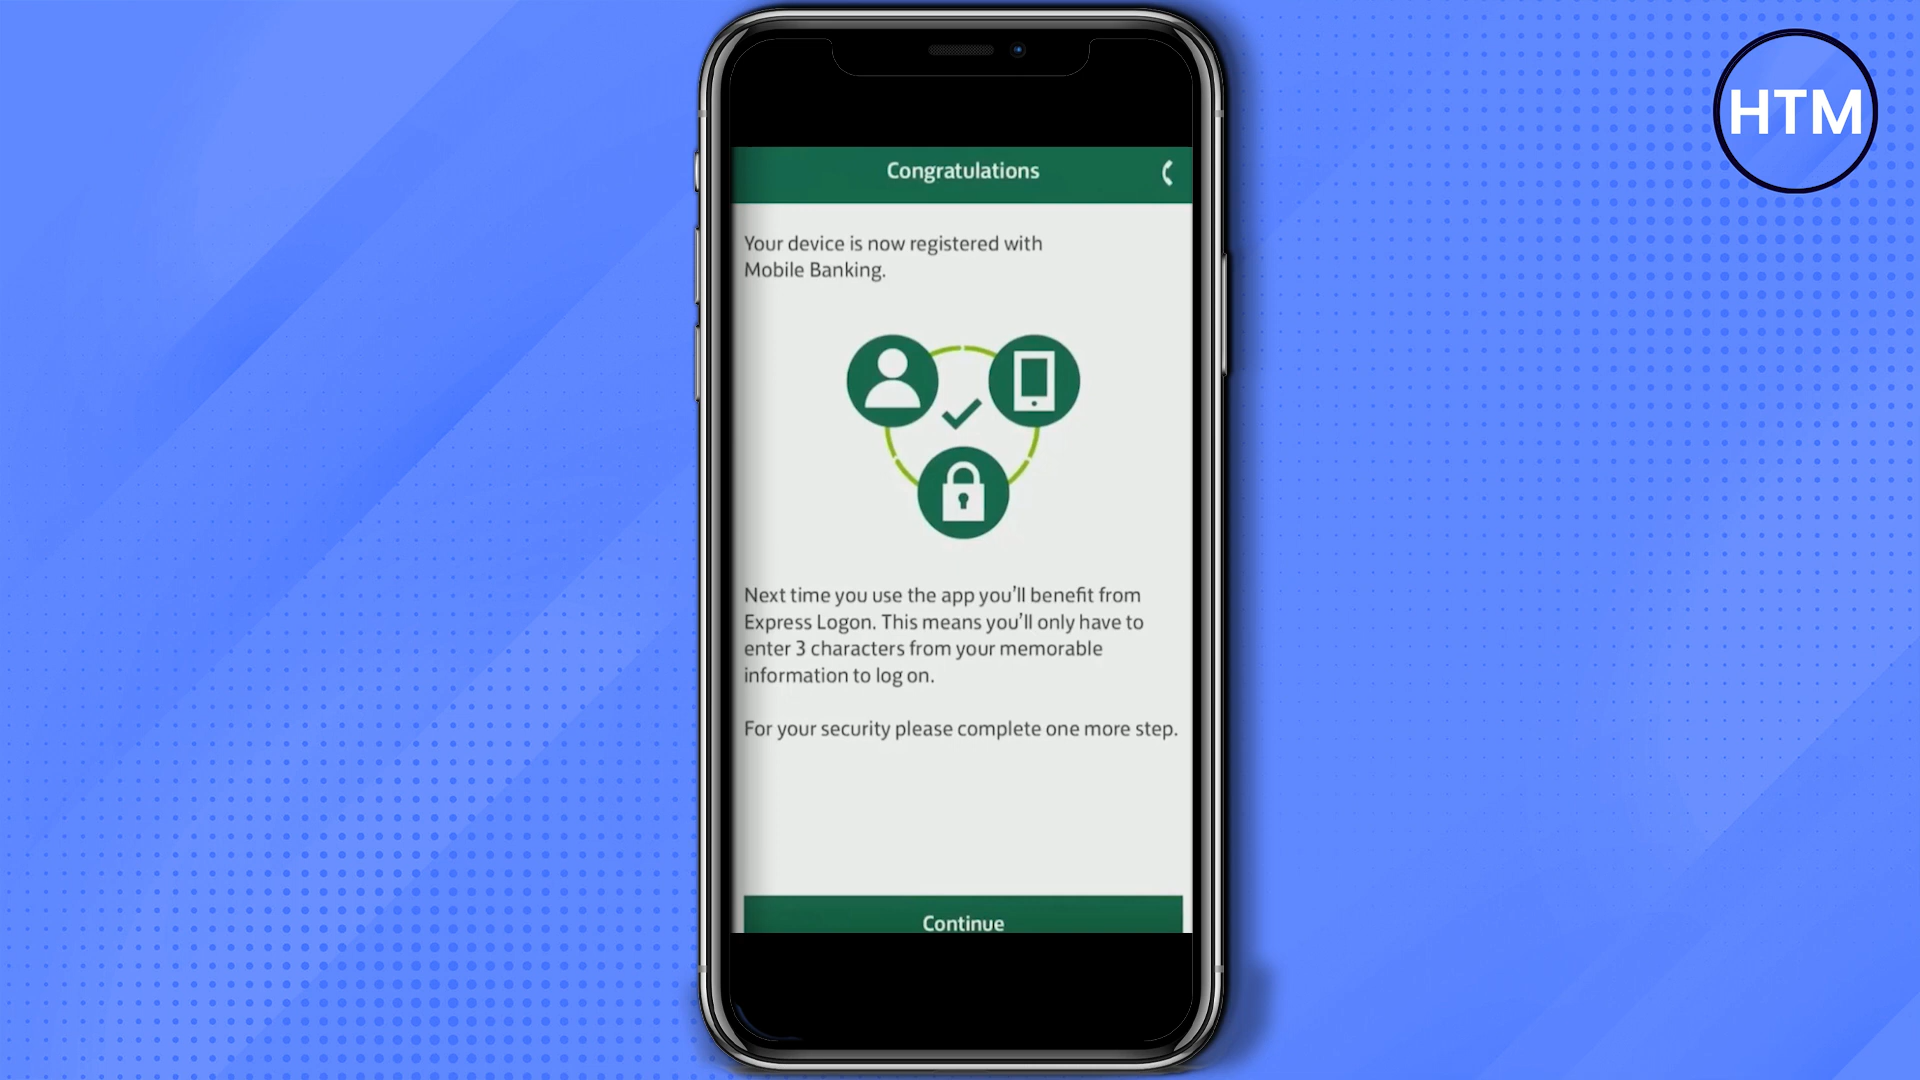 HTM
Congratulations
Your device is now registered with
Mobile Banking.
Next time you use the app you'll benefit from
Express Logon. This means you'll only have to
enter 3 characters from your memorable
information to log on.
For your security please complete one more step.
Continue